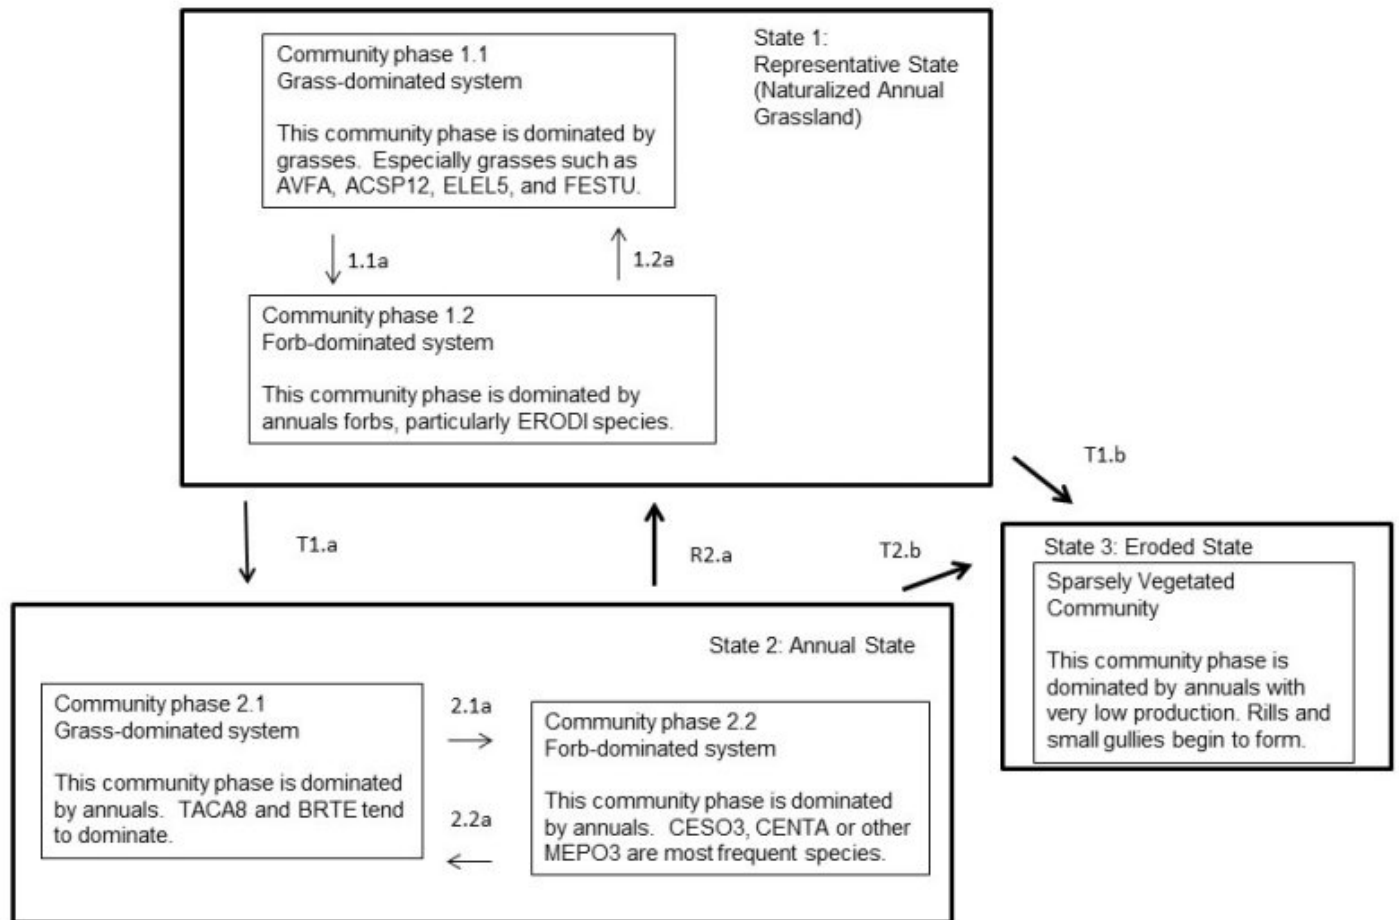 State 1:
Representative State
(Naturalized Annual
Grassland)
Community phase 1.1
Grass-dominated system
This community phase is dominated by
grasses. Especially grasses such as
AVFA, ACSP12, ELEL5, and FESTU.
1.1a
1.2a
Community phase 1.2
Forb-dominated system
This community phase is dominated by
annuals forbs, particularly ERODI species.
T1.b
T1.a
R2.a
T2.b
State 3: Eroded State
Sparsely Vegetated
Community
This community phase is
dominated by annuals with
very low production. Rills and
small gullies begin to form.
State 2: Annual State
Community phase 2.1
Grass-dominated system
This community phase is dominated
by annuals. TACA8 and BRTE tend
to dominate.
2.1a
2.2a
Community phase 2.2
Forb-dominated system
This community phase is dominated
by annuals. CESO3, CENTA or other
MEPO3 are most frequent species.